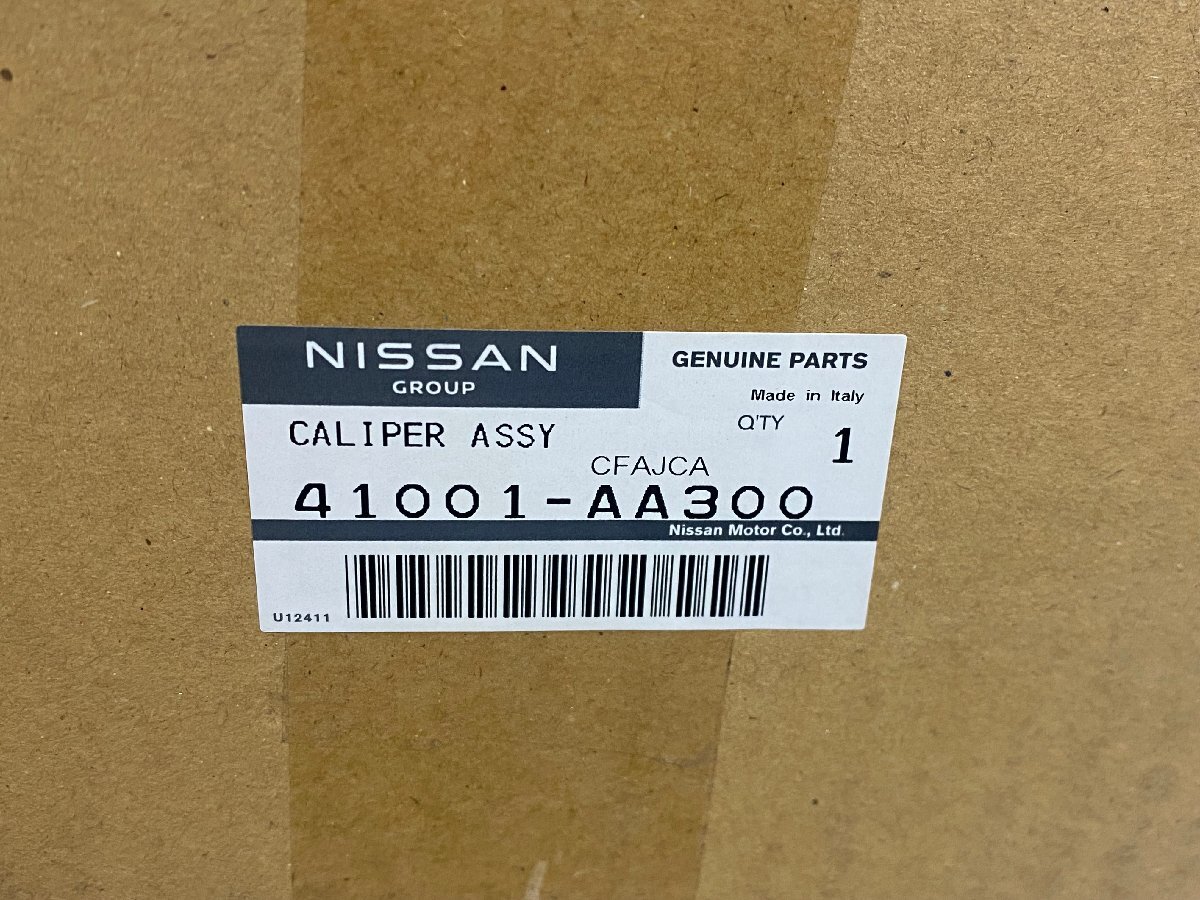 NISSAN
GROUP
GENUINE PARTS
Made in Italy
CALIPER ASSY
Q'TY 1
CFAJCA
41001-AA300
Nissan Motor Co., Ltd.
U12411